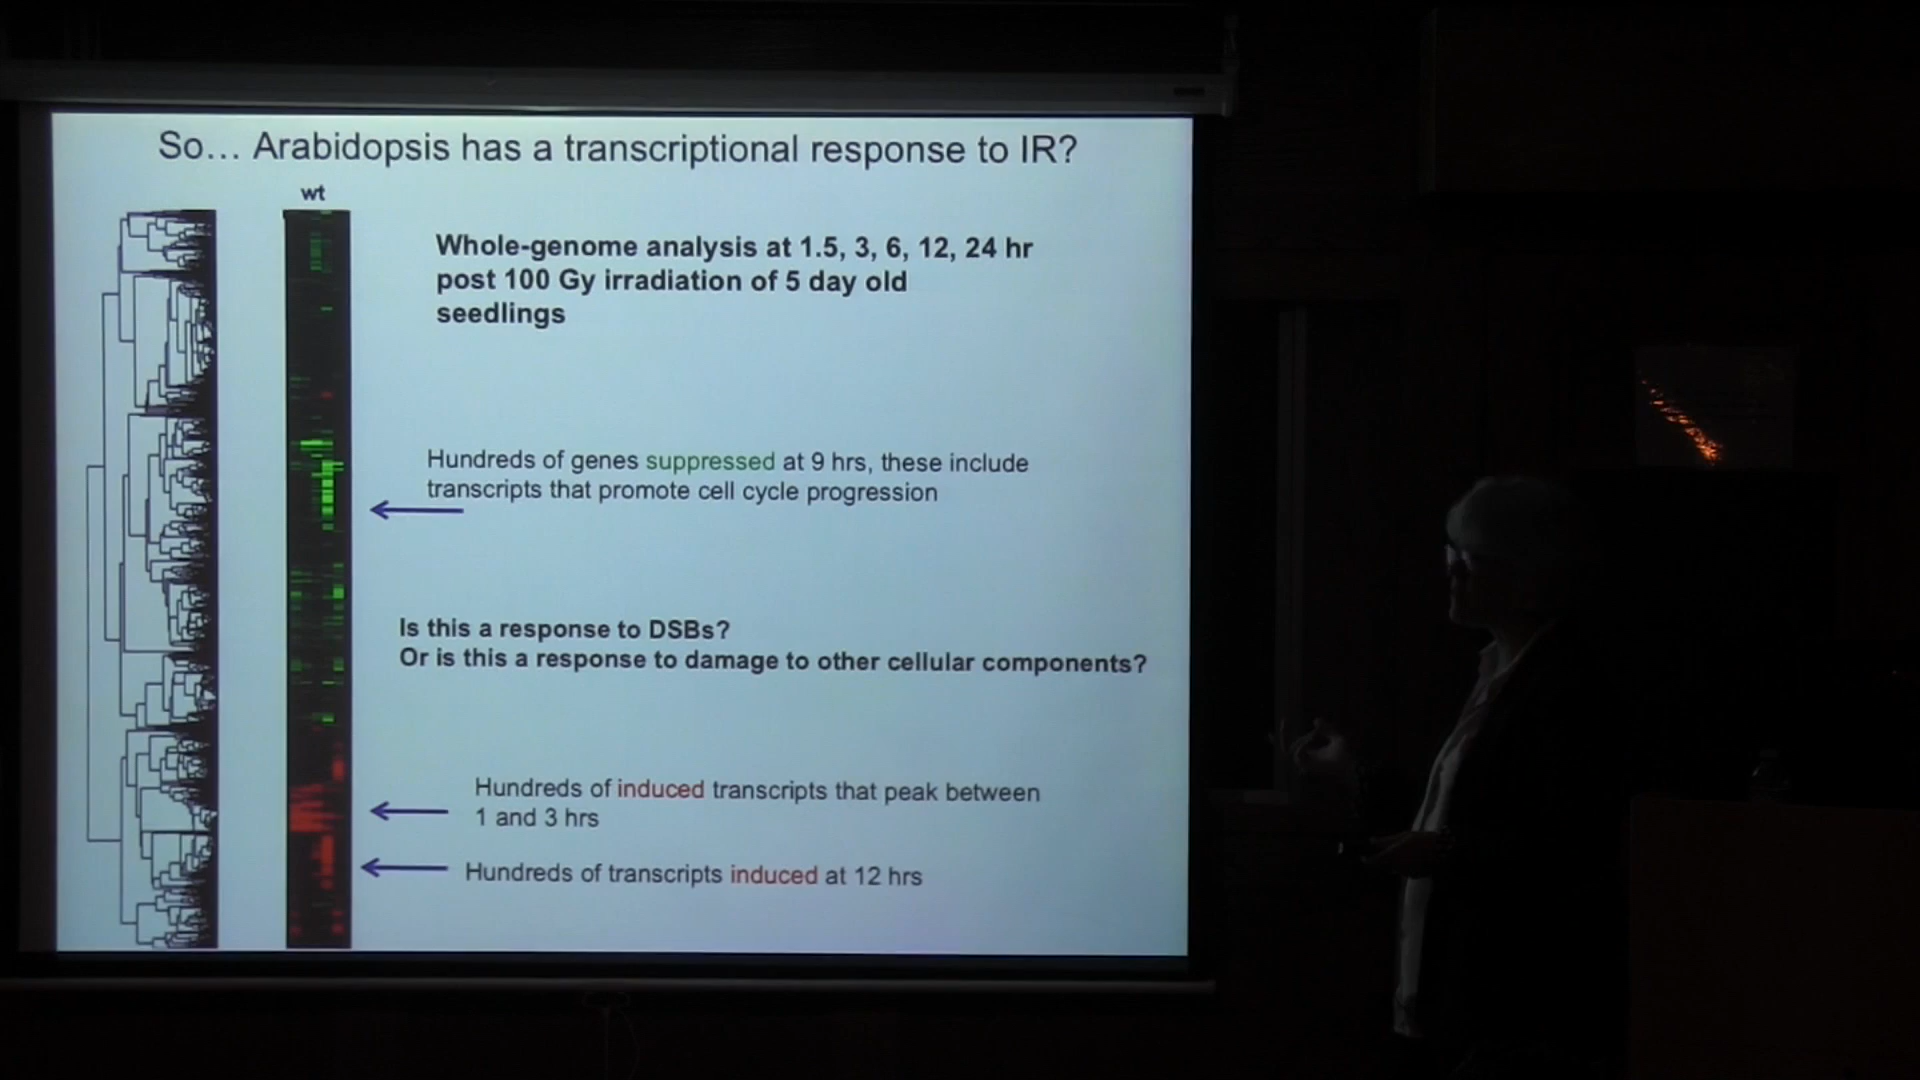 So… Arabidopsis has a transcriptional response to IR?
wt
Whole-genome analysis at 1.5, 3, 6, 12, 24 hr
post 100 Gy irradiation of 5 day old
seedlings
Hundreds of genes suppressed at 9 hrs, these include
transcripts that promote cell cycle progression
Is this a response to DSBs?
Or is this a response to damage to other cellular components?
Hundreds of induced transcripts that peak between
1 and 3 hrs
Hundreds of transcripts induced at 12 hrs